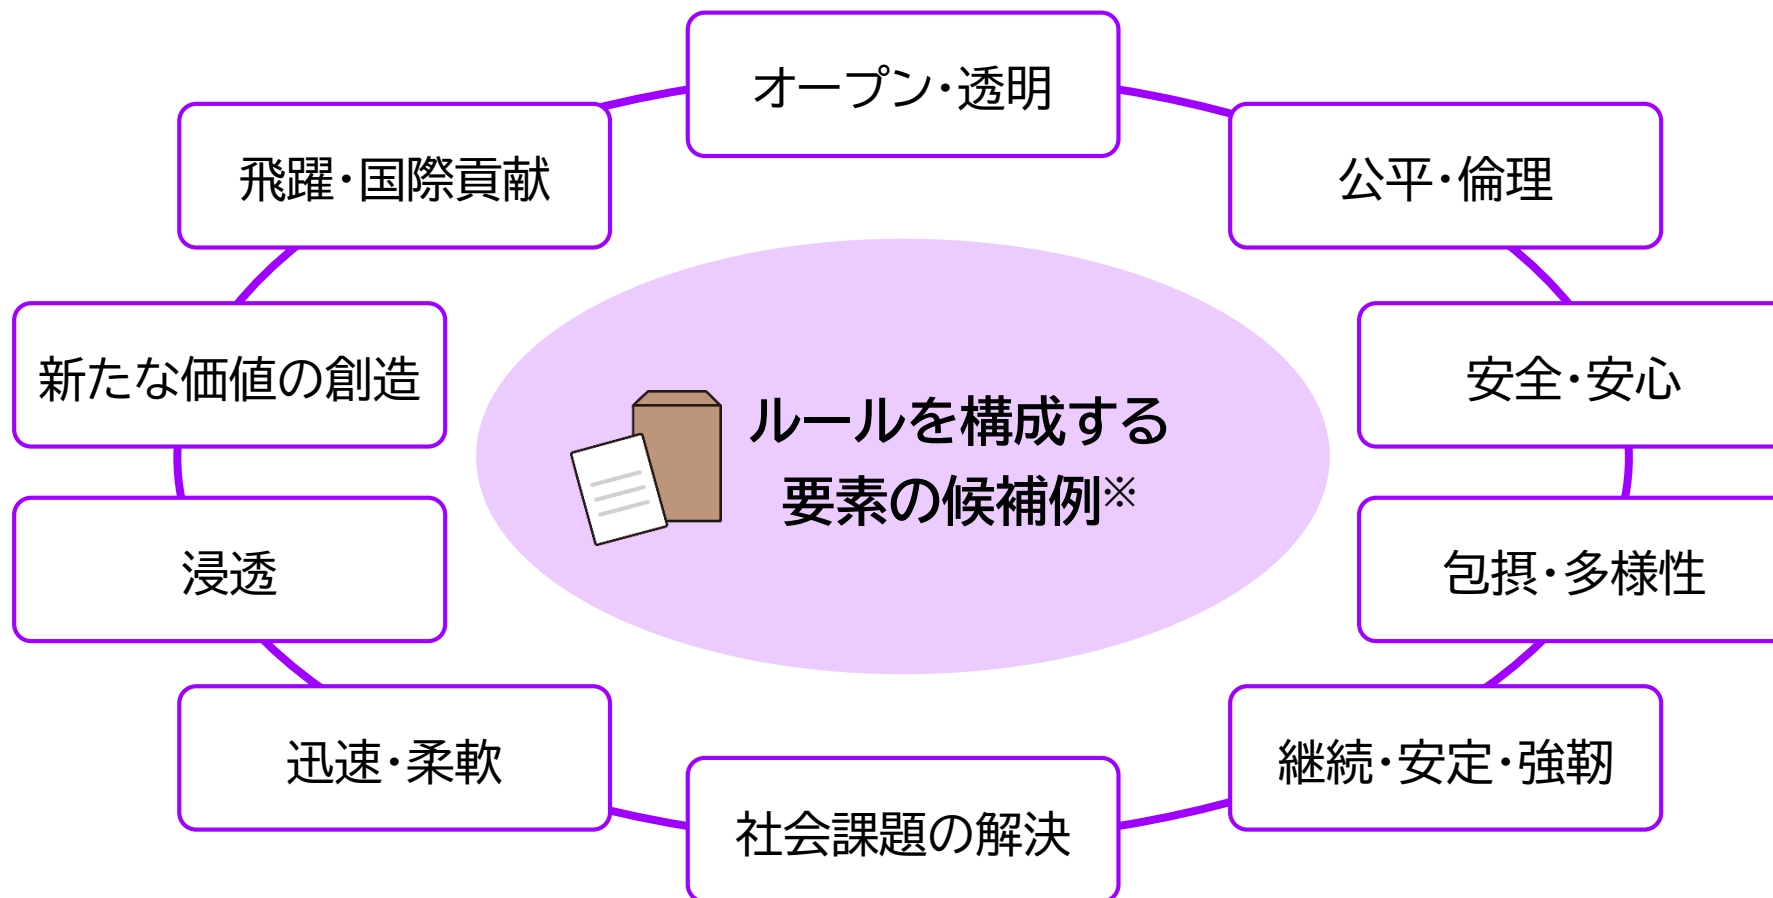 オープン・透明
飛躍・国際貢献
公平・倫理
新たな価値の創造
安全・安心
ルールを構成する
要素の候補例※
浸透
包摂・多様性
迅速・柔軟
継続・安定・強靭
社会課題の解決